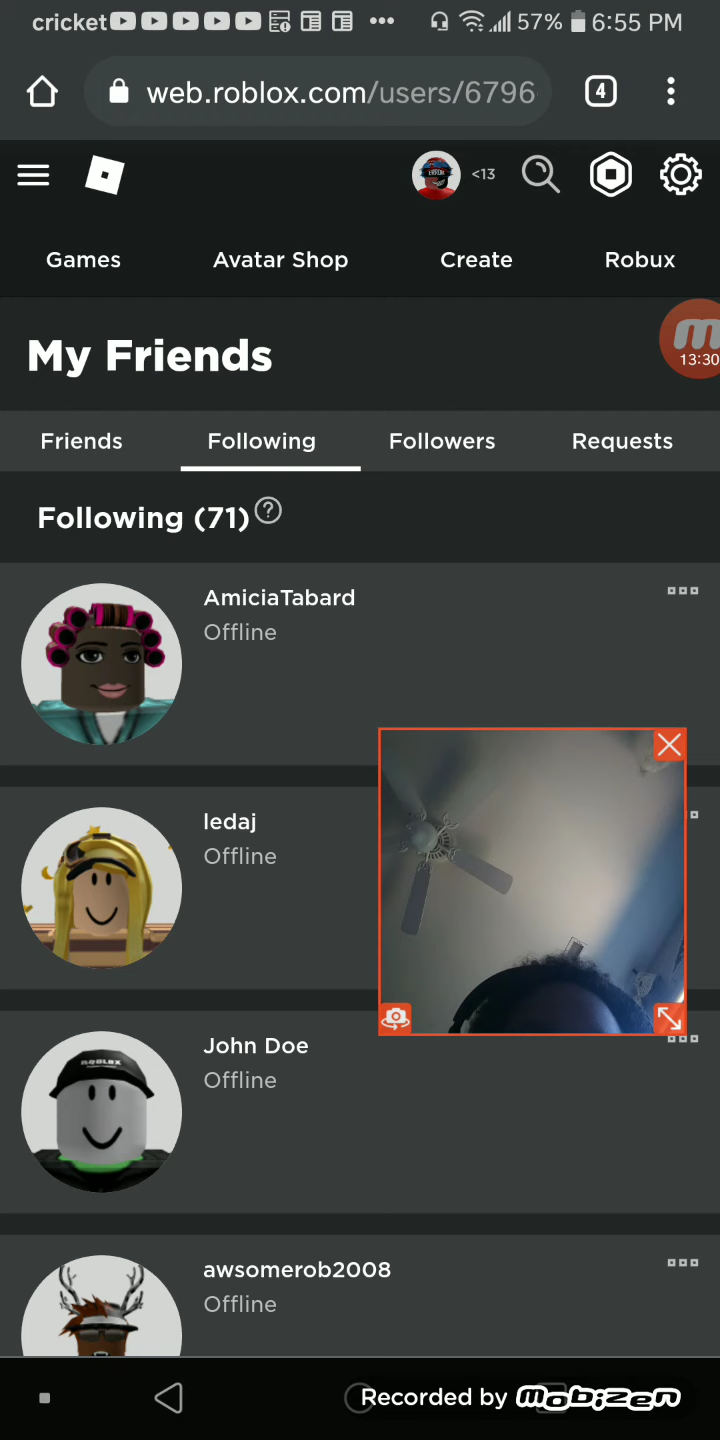 cricket 57% 6:55 PM
web.roblox.com/users/6796 4
ERROR <13
Games Avatar Shop Create Robux
My Friends
m
13:30
Friends Following Followers Requests
Following (71) ?
AmiciaTabard
Offline
ledaj
Offline
ROBLOX
John Doe
Offline
awsomerob2008
Offline
Recorded by mobizen